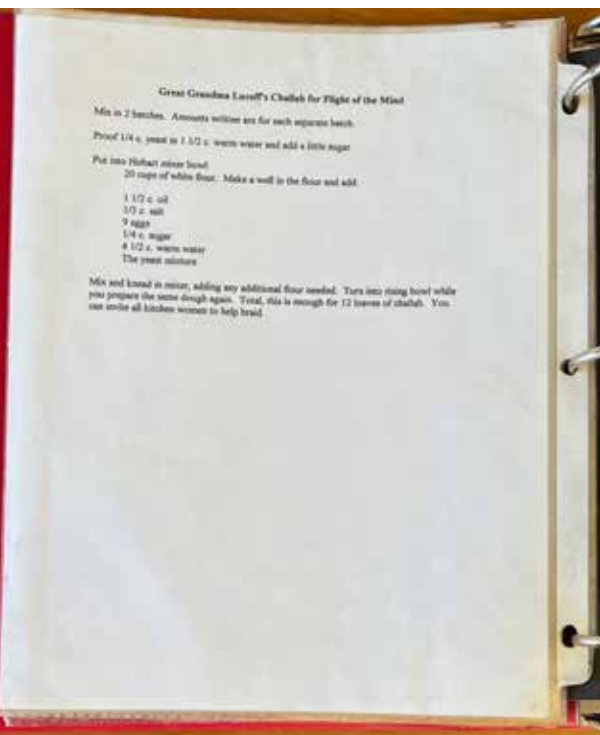 Great Grandma Luroff's Challah for Flight of the Mind
Mix in 2 batches. Amounts written are for each separate batch.
Proof 1/4 c. yeast in 1 1/2 c. warm water and add a little sugar
Put into Hobart mixer bowl:
20 cups of white flour. Make a well in the flour and add:
1 1/2 c. oil
c. salt
9 eggs
1/4 c. sugar
4 1/2 c. warm water
The yeast mixture
Mix and knead in mixer, adding any additional flour needed. Turn into rising bowl while
you prepare the same dough again. Total, this is enough for 12 loaves of challah. You
can invite all kitchen women to help braid.